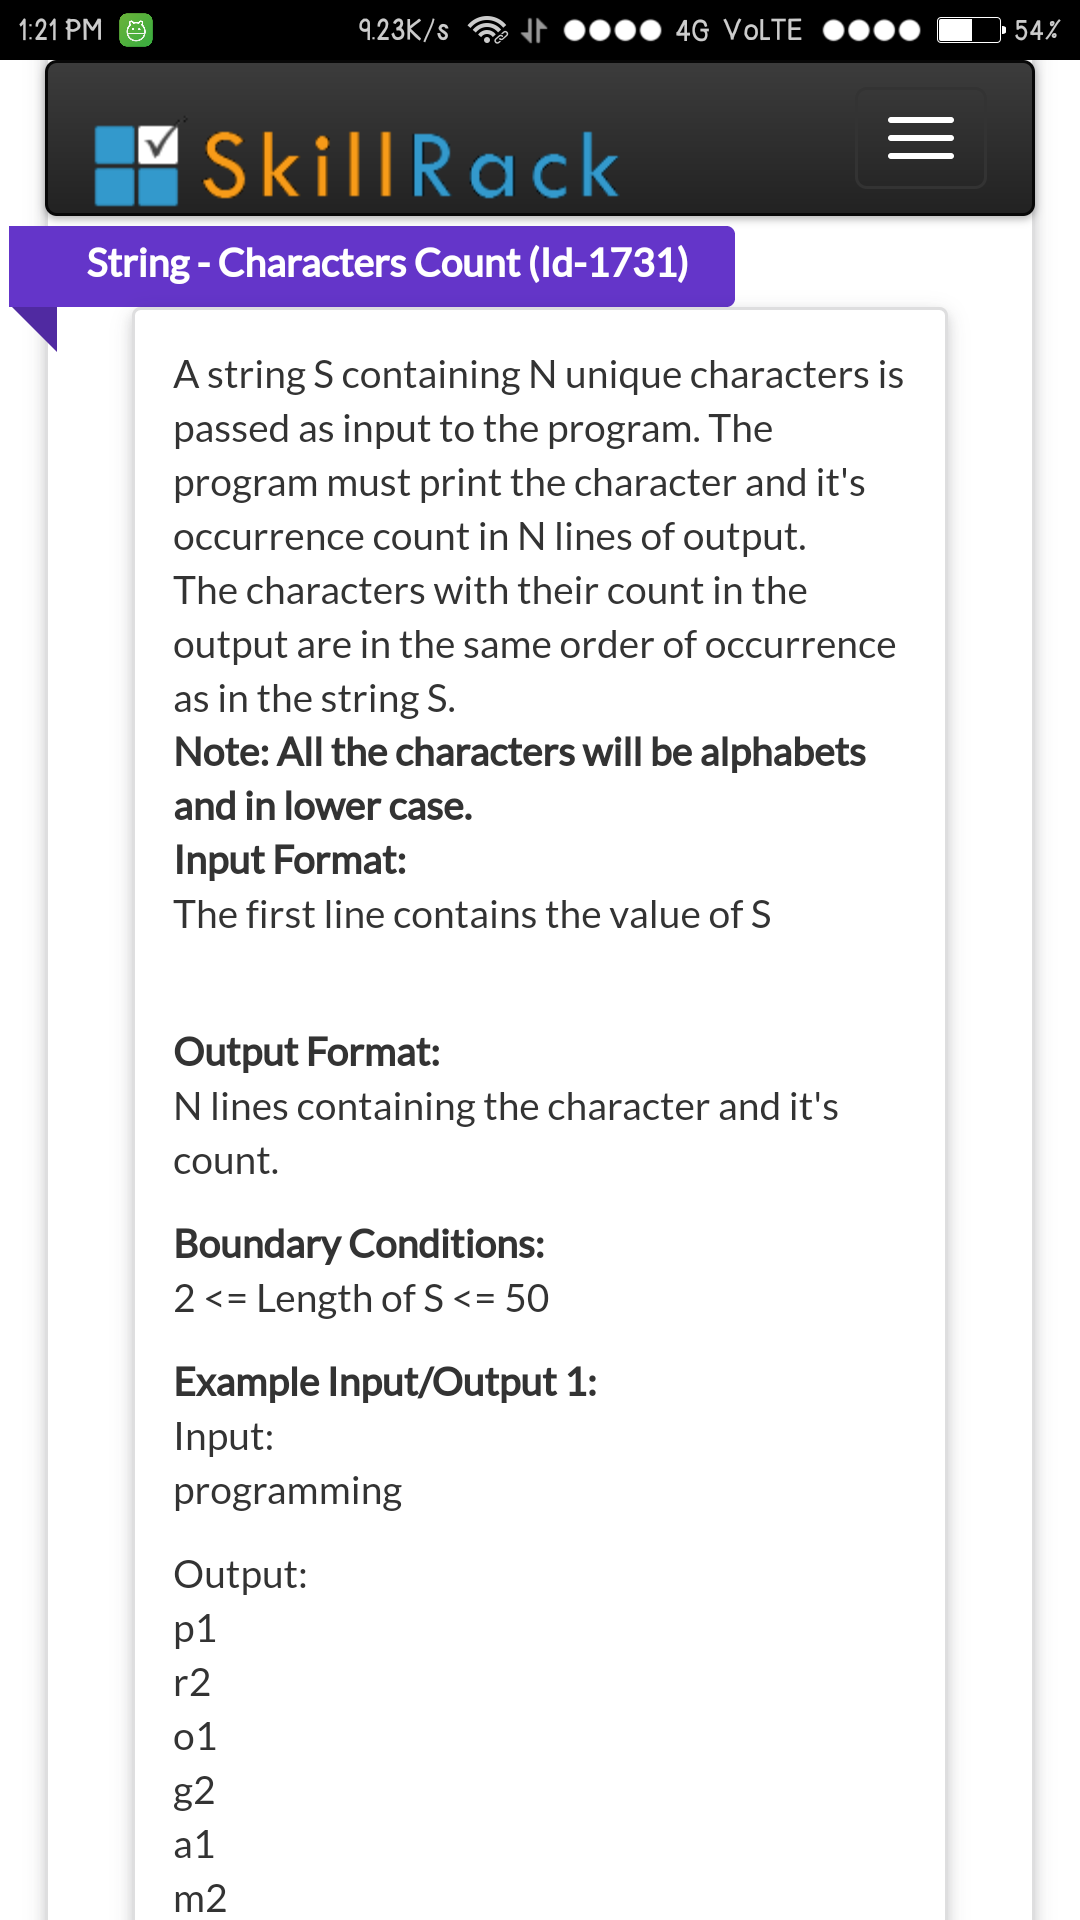 1:21 PM 9.23K/s 4G VoLTE 54%
SkillRack
String - Characters Count (Id-1731)
A string S containing N unique characters is
passed as input to the program. The
program must print the character and it's
occurrence count in N lines of output.
The characters with their count in the
output are in the same order of occurrence
as in the string S.
Note: All the characters will be alphabets
and in lower case.
Input Format:
The first line contains the value of S
Output Format:
N lines containing the character and it's
count.
Boundary Conditions:
2 <= Length of S <= 50
Example Input/Output 1:
Input:
programming
Output:
p1
r2
o1
g2
a1
m2